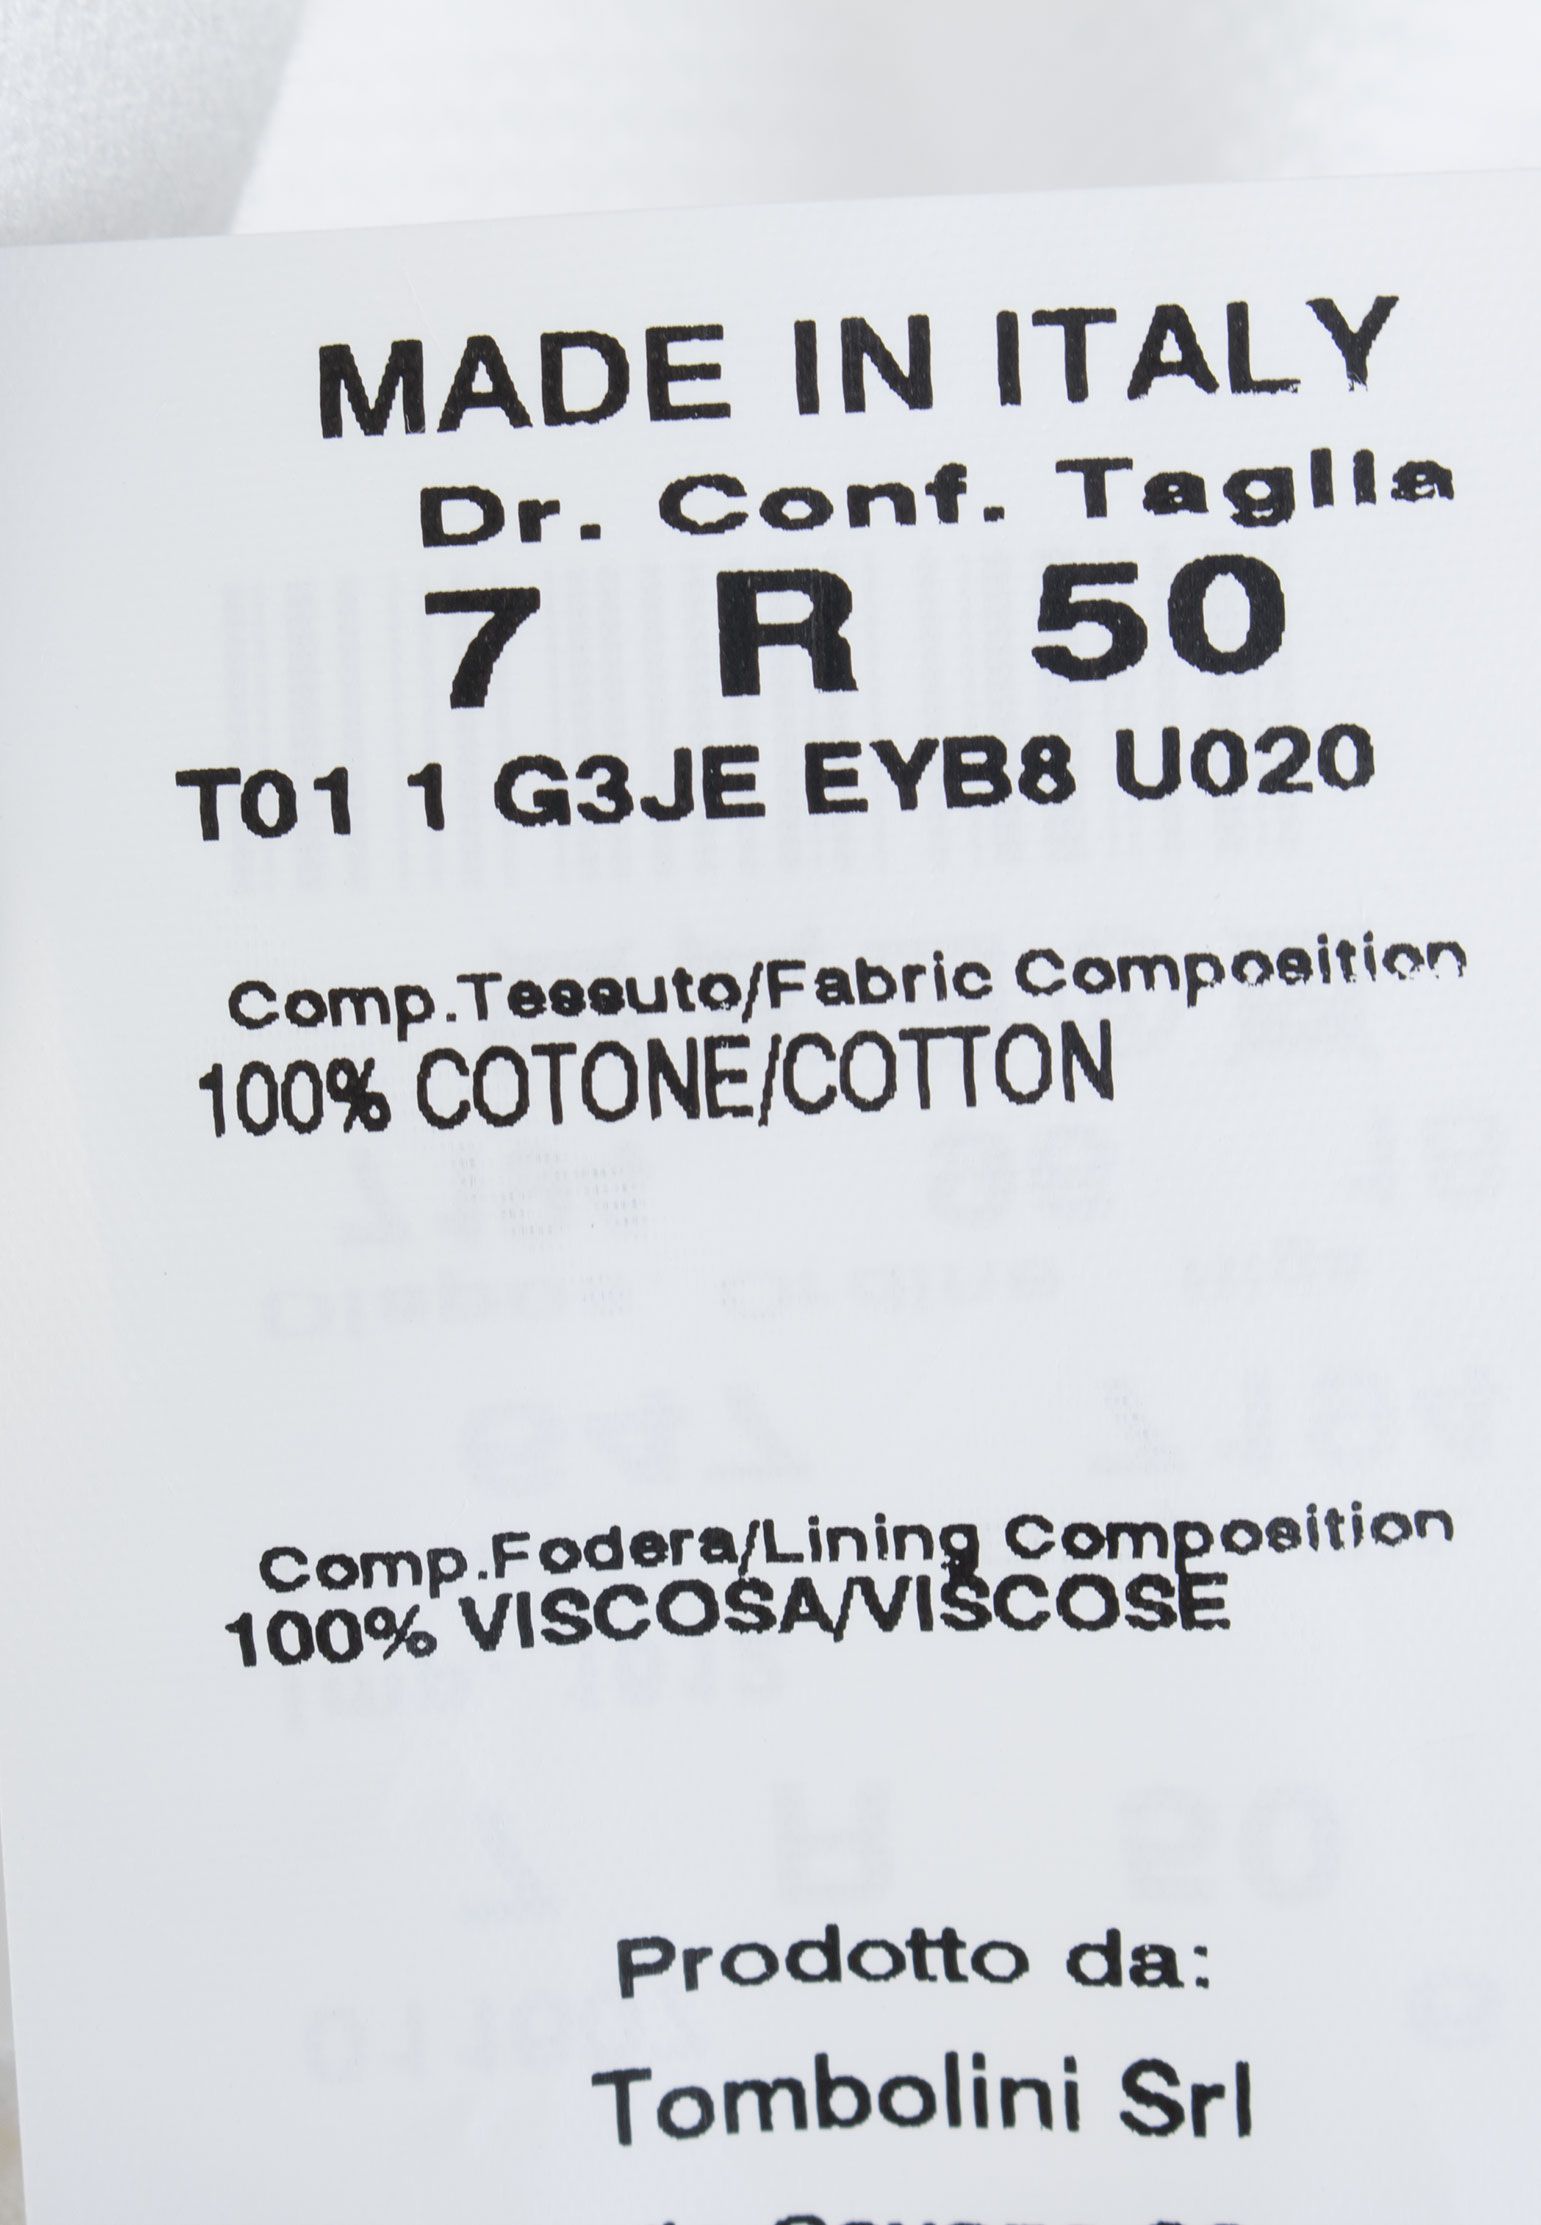 MADE IN ITALY
Dr. Conf. Taglia
7 R 50
T01 1 G3JE EYB8 U020
Comp.Tessuto/Fabric Composition
100% COTONE/COTTON
Comp.Fodera/Lining Composition
100% VISCOSA/VISCOSE
Prodotto da:
Tombolini Srl